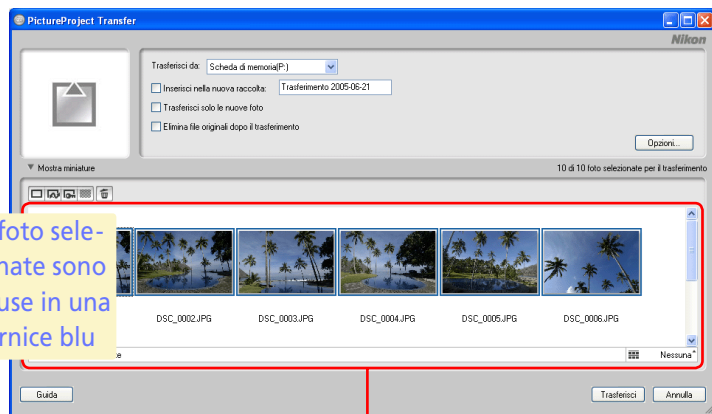 PictureProject Transfer
Nikon
Trasferisci da: Scheda di memoria(P:)
Inserisci nella nuova raccolta: Trasferimento 2005-06-21
Trasferisci solo le nuove foto
Elimina file originali dopo il trasferimento
Opzioni...
Mostra miniature
10 di 10 foto selezionate per il trasferimento
foto sele-
nate sono
use in una
rnice blu
DSC_0002.JPG DSC_0003.JPG DSC_0004.JPG DSC_0005.JPG DSC_0006.JPG
Nessuna
Guida
Trasferisci
Annulla